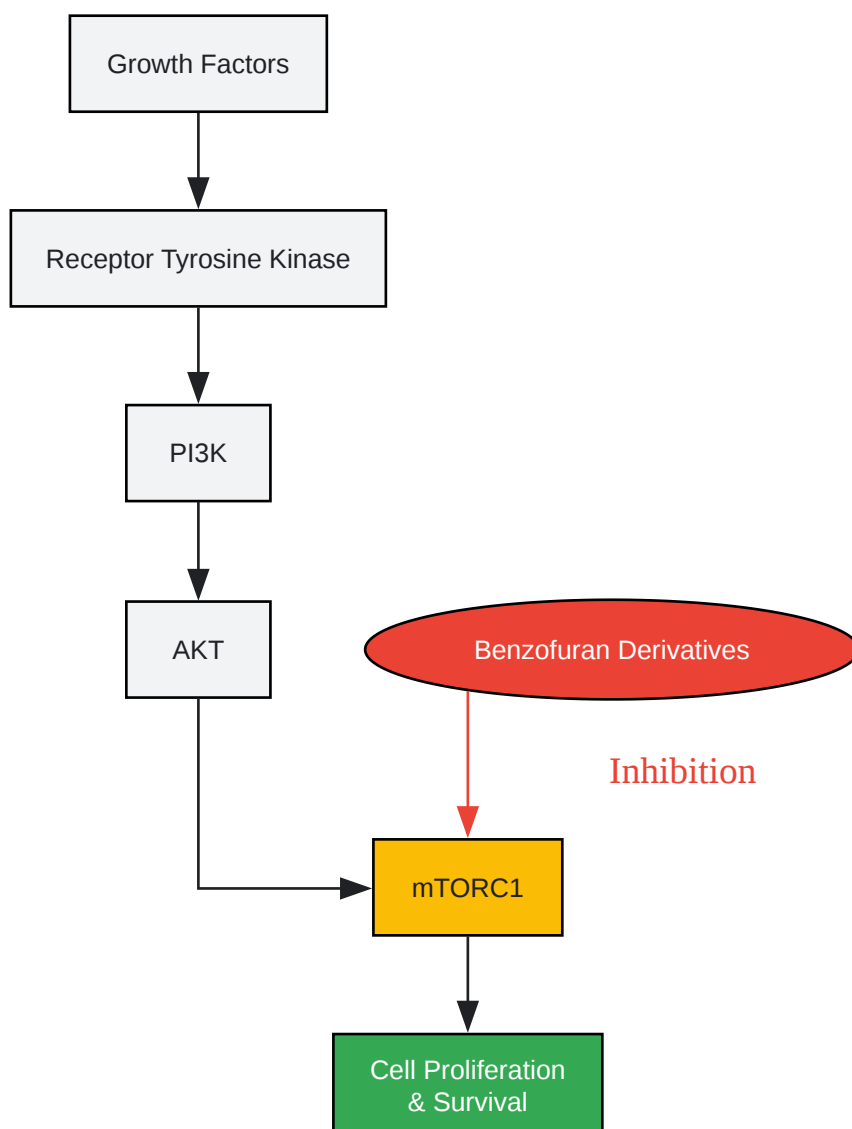 Growth Factors
Receptor Tyrosine Kinase
PI3K
AKT
Benzofuran Derivatives
Inhibition
mTORC1
Cell Proliferation
& Survival